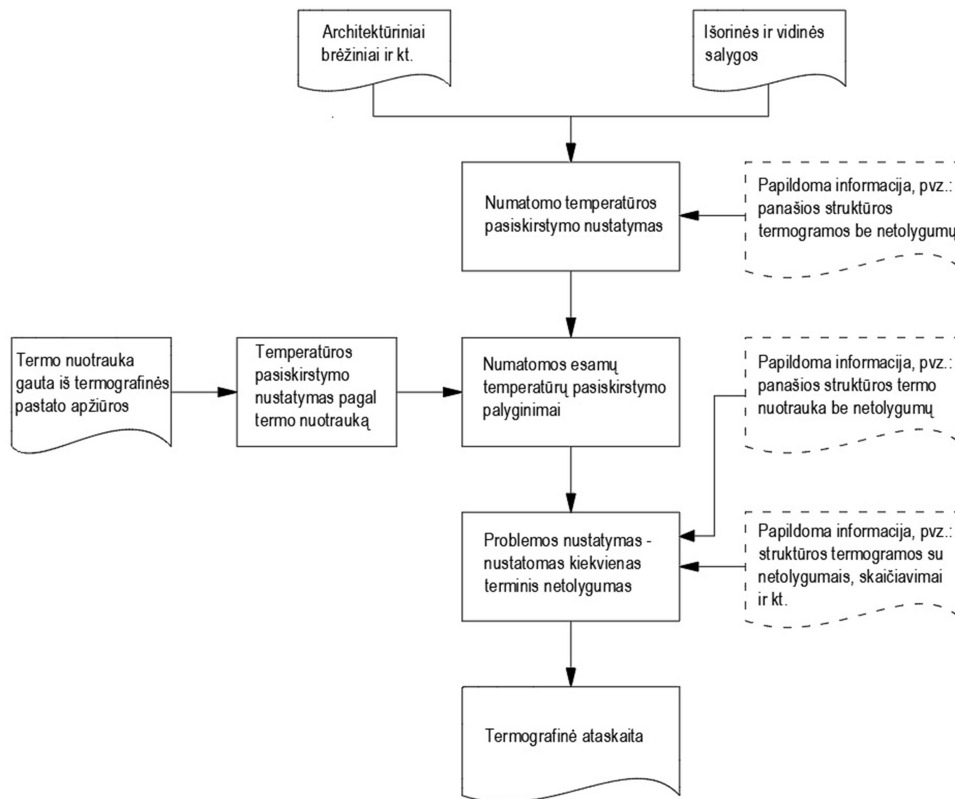 Architektūriniai
brėžiniai ir kt.
Išorinės ir vidinės
salygos
Numatomo temperatūros
pasiskirstymo nustatymas
Papildoma informacija, pvz.:
panašios struktūros
termogramos be netolygumų
Termo nuotrauka
gauta iš termografinės
pastato apžiūros
Temperatūros
pasiskirstymo
nustatymas pagal
termo nuotrauką
Numatomos esamų
temperatūrų pasiskirstymo
palyginimai
Papildoma informacija, pvz.:
panašios struktūros termo
nuotrauka be netolygumų
Problemos nustatymas -
nustatomas kiekvienas
terminis netolygumas
Papildoma informacija, pvz.:
struktūros termogramos su
netolygumais, skaičiavimai
ir kt.
Termografinė ataskaita